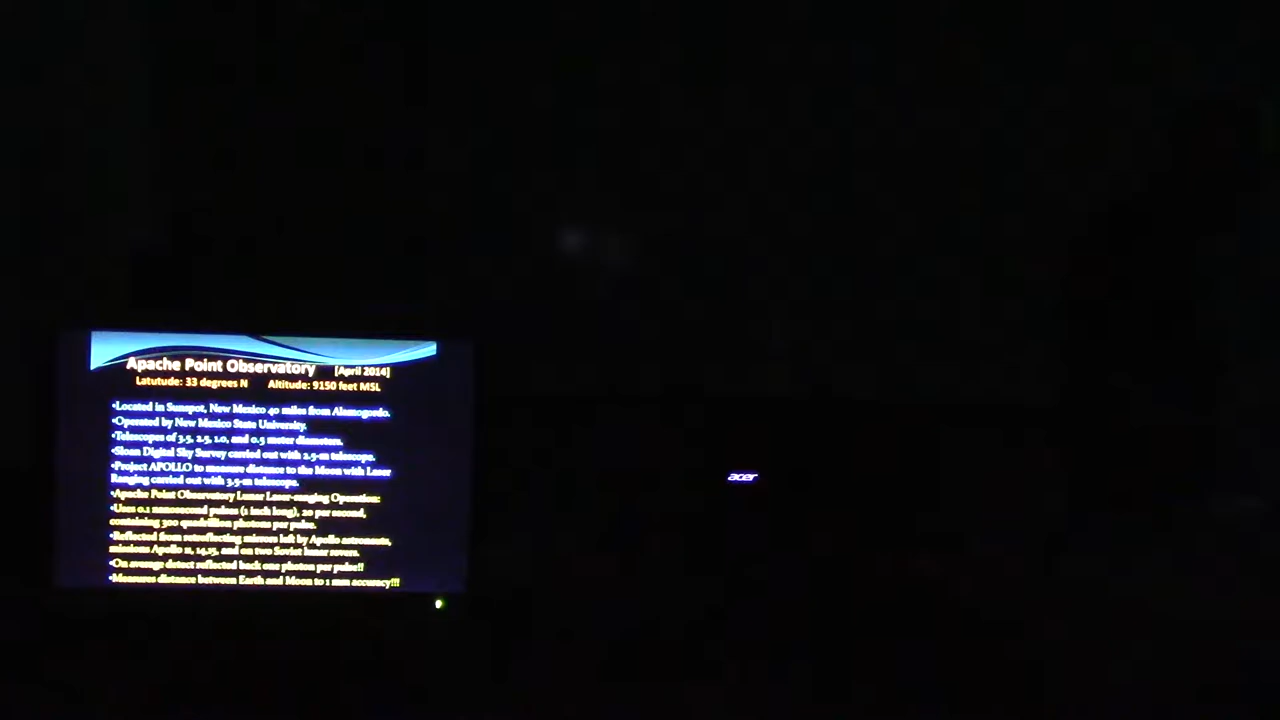 Apache Point Observatory [April 2014]
Latutude: 33 degrees N Altitude: 9150 feet MSL
•Located in Sunspot, New Mexico 40 miles from Alamogordo.
•Operated by New Mexico State University.
•Telescopes of 3.5, 2.5, 1.0, and 0.5 meter diameters.
•Sloan Digital Sky Survey carried out with 2.5-m telescope.
•Project APOLLO to measure distance to the Moon with Laser
Ranging carried out with 3.5-m telescope.
•Apache Point Observatory Lunar Laser-ranging Operation:
•Uses 0.1 nanosecond pulses (1 inch long), 20 per second,
containing 300 quadrillion photons per pulse.
•Reflected from retroreflecting mirrors left by Apollo astronauts,
missions Apollo 11, 14,15, and on two Soviet lunar rovers.
•On average detect reflected back one photon per pulse!!
•Measures distance between Earth and Moon to 1 mm accuracy!!!
acer